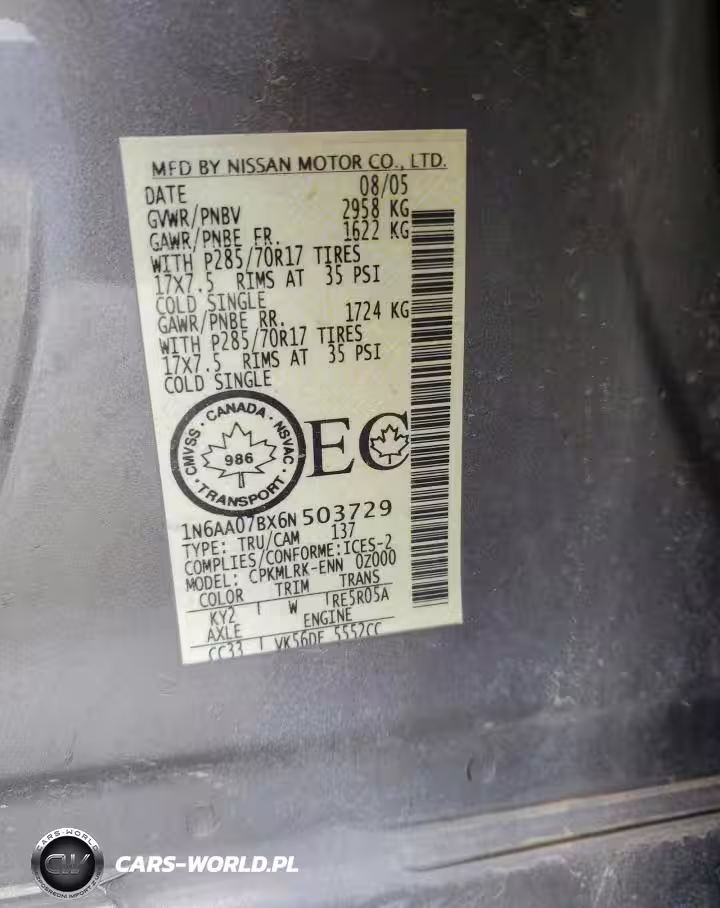 MFD BY NISSAN MOTOR CO., LTD.
DATE 08/05
GVWR/PNBV 2958 KG
GAWR/PNBE FR. 1622 KG
WITH P285/70R17 TIRES
17X7.5 RIMS AT 35 PSI
COLD SINGLE
GAWR/PNBE RR. 1724 KG
WITH P285/70R17 TIRES
17X7.5 RIMS AT 35 PSI
COLD SINGLE
CMVSS · CANADA · NSVAC · TRANSPORT ·
986
EC
1N6AA07BX6N503729
TYPE: TRU/CAM 137
COMPLIES/CONFORME:ICES-2
MODEL: CPKMLRK-ENN 0Z000
COLOR TRIM TRANS
KY2 W RE5R05A
AXLE ENGINE
CC33 VK56DE 5552CC
CARS-WORLD
CW
CARS-WORLD.PL